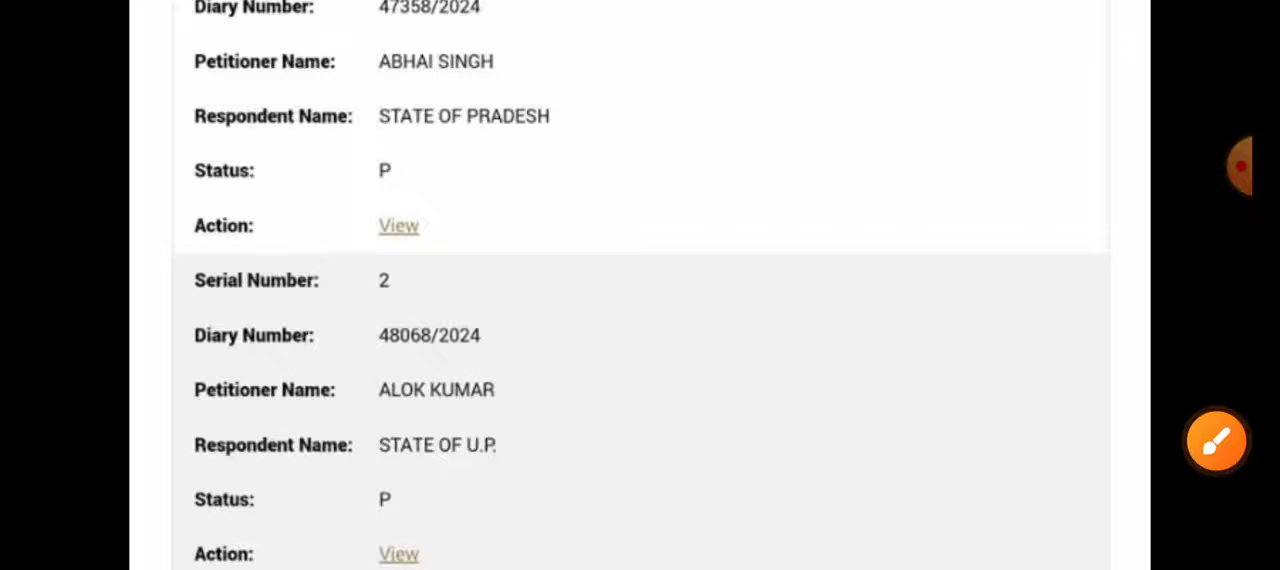 Diary Number: 47358/2024
Petitioner Name: ABHAI SINGH
Respondent Name: STATE OF PRADESH
Status: P
Action: View
Serial Number: 2
Diary Number: 48068/2024
Petitioner Name: ALOK KUMAR
Respondent Name: STATE OF U.P.
Status: P
Action: View